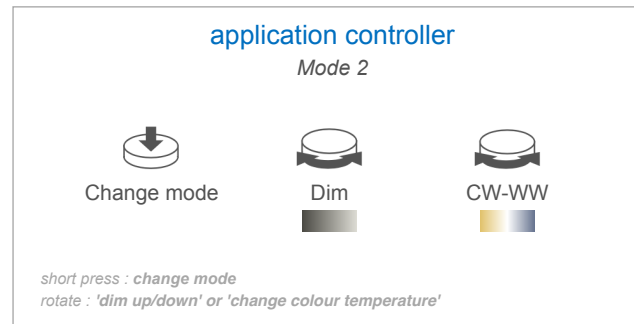 application controller
Mode 2
Change mode
Dim
CW-WW
short press : change mode
rotate : 'dim up/down' or 'change colour temperature'